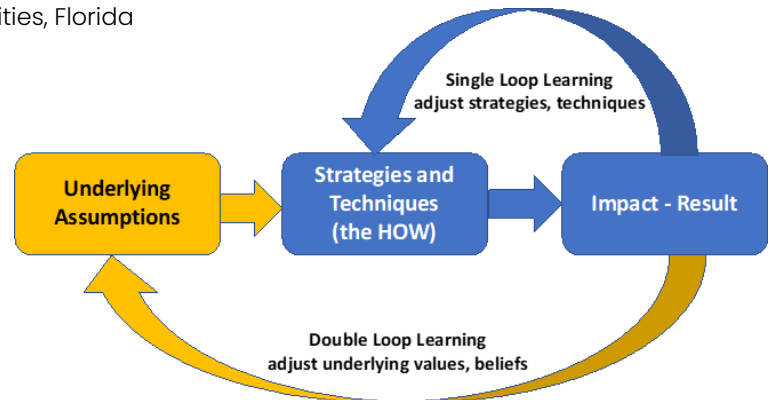 ities, Florida
Single Loop Learning
adjust strategies, techniques
Underlying
Assumptions
Strategies and
Techniques
(the HOW)
Impact - Result
Double Loop Learning
adjust underlying values, beliefs